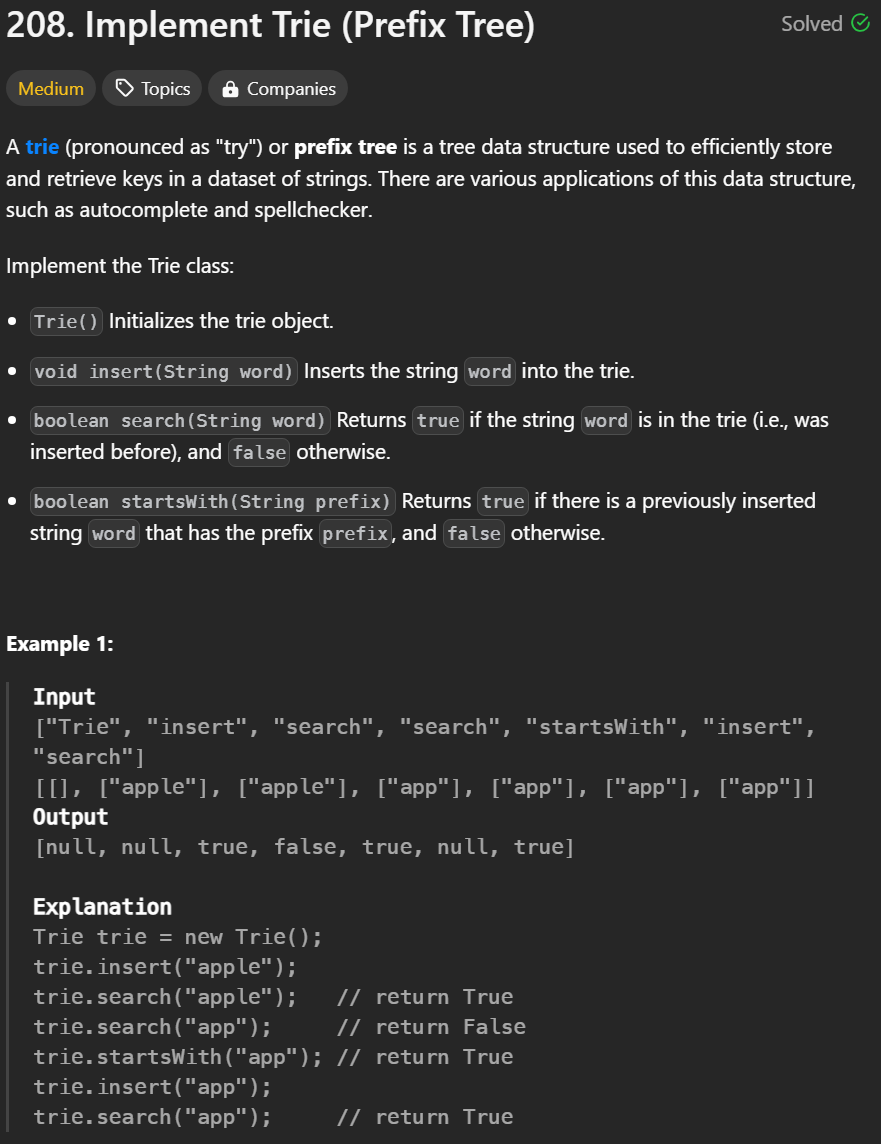 208. Implement Trie (Prefix Tree)
Solved
Medium
Topics
Companies
A trie (pronounced as "try") or prefix tree is a tree data structure used to efficiently store
and retrieve keys in a dataset of strings. There are various applications of this data structure,
such as autocomplete and spellchecker.
Implement the Trie class:
• Trie() Initializes the trie object.
• void insert(String word) Inserts the string word into the trie.
• boolean search(String word) Returns true if the string word is in the trie (i.e., was
inserted before), and false otherwise.
• boolean startsWith(String prefix) Returns true if there is a previously inserted
string word that has the prefix prefix, and false otherwise.
Example 1:
Input
["Trie", "insert", "search", "search", "startsWith", "insert",
"search"]
[[], ["apple"], ["apple"], ["app"], ["app"], ["app"], ["app"]]
Output
[null, null, true, false, true, null, true]
Explanation
Trie trie = new Trie();
trie.insert("apple");
trie.search("apple");   // return True
trie.search("app");     // return False
trie.startsWith("app"); // return True
trie.insert("app");
trie.search("app");     // return True